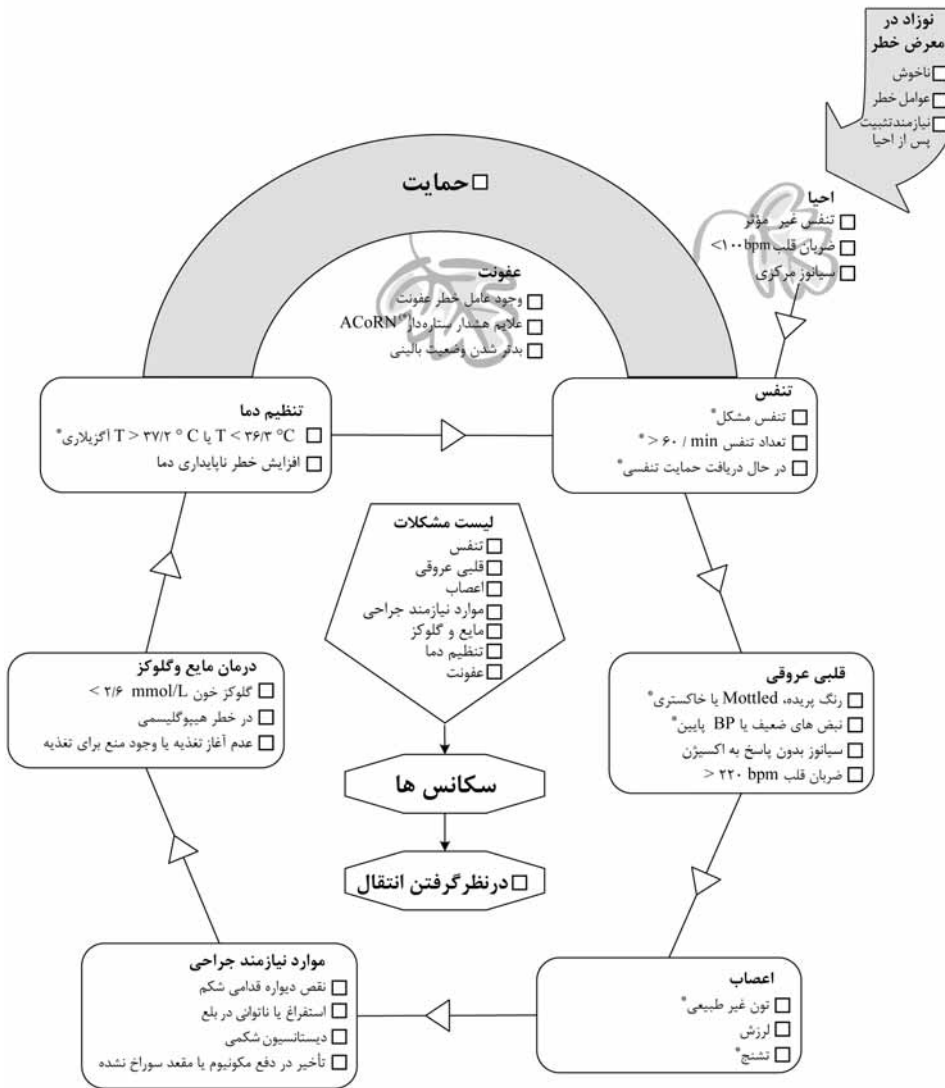 نوزاد در
معرض خطر
ناخوش
عوامل خطر
نیازمندتثبیت
پس از احیا
احیا
تنفس غیر مؤثر
ضربان قلب ۱۰۰bpm>
سیانوز مرکزی
حمایت
عفونت
وجود عامل خطر عفونت
علایم هشدار ستاره‌دار(*)ACoRN
بدتر شدن وضعیت بالینی
تنفس
تنفس مشکل*
تعداد تنفس ۶۰ / min < *
در حال دریافت حمایت تنفسی*
تنظیم دما
T < ۳۶/۳ °C یا T > ۳۷/۲ ° C آگزیلاری*
افزایش خطر ناپایداری دما
لیست مشکلات
تنفس
قلبی عروقی
اعصاب
موارد نیازمند جراحی
مایع و گلوکز
تنظیم دما
عفونت
قلبی عروقی
رنگ پریده، Mottled یا خاکستری*
نبض های ضعیف یا BP پایین*
سیانوز بدون پاسخ به اکسیژن
ضربان قلب ۲۲۰ bpm <
درمان مایع وگلوکز
گلوکز خون ۲/۶ mmol/L >
در خطر هیپوگلیسمی
عدم آغاز تغذیه یا وجود منع برای تغذیه
سکانس ها
درنظرگرفتن انتقال
اعصاب
تون غیر طبیعی*
لرزش
تشنج*
موارد نیازمند جراحی
نقص دیواره قدامی شکم
استفراغ یا ناتوانی در بلع
دیستانسیون شکمی
تأخیر در دفع مکونیوم یا مقعد سوراخ نشده